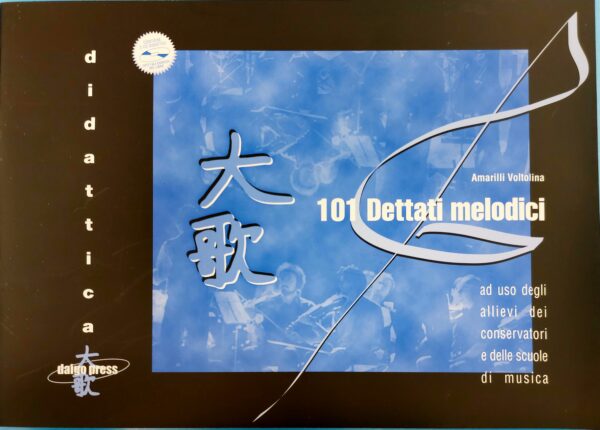 didattica
大歌
Amarilli Voltolina
101 Dettati melodici
ad uso degli
allievi dei
conservatori
e delle scuole
di musica
大歌
daigo press